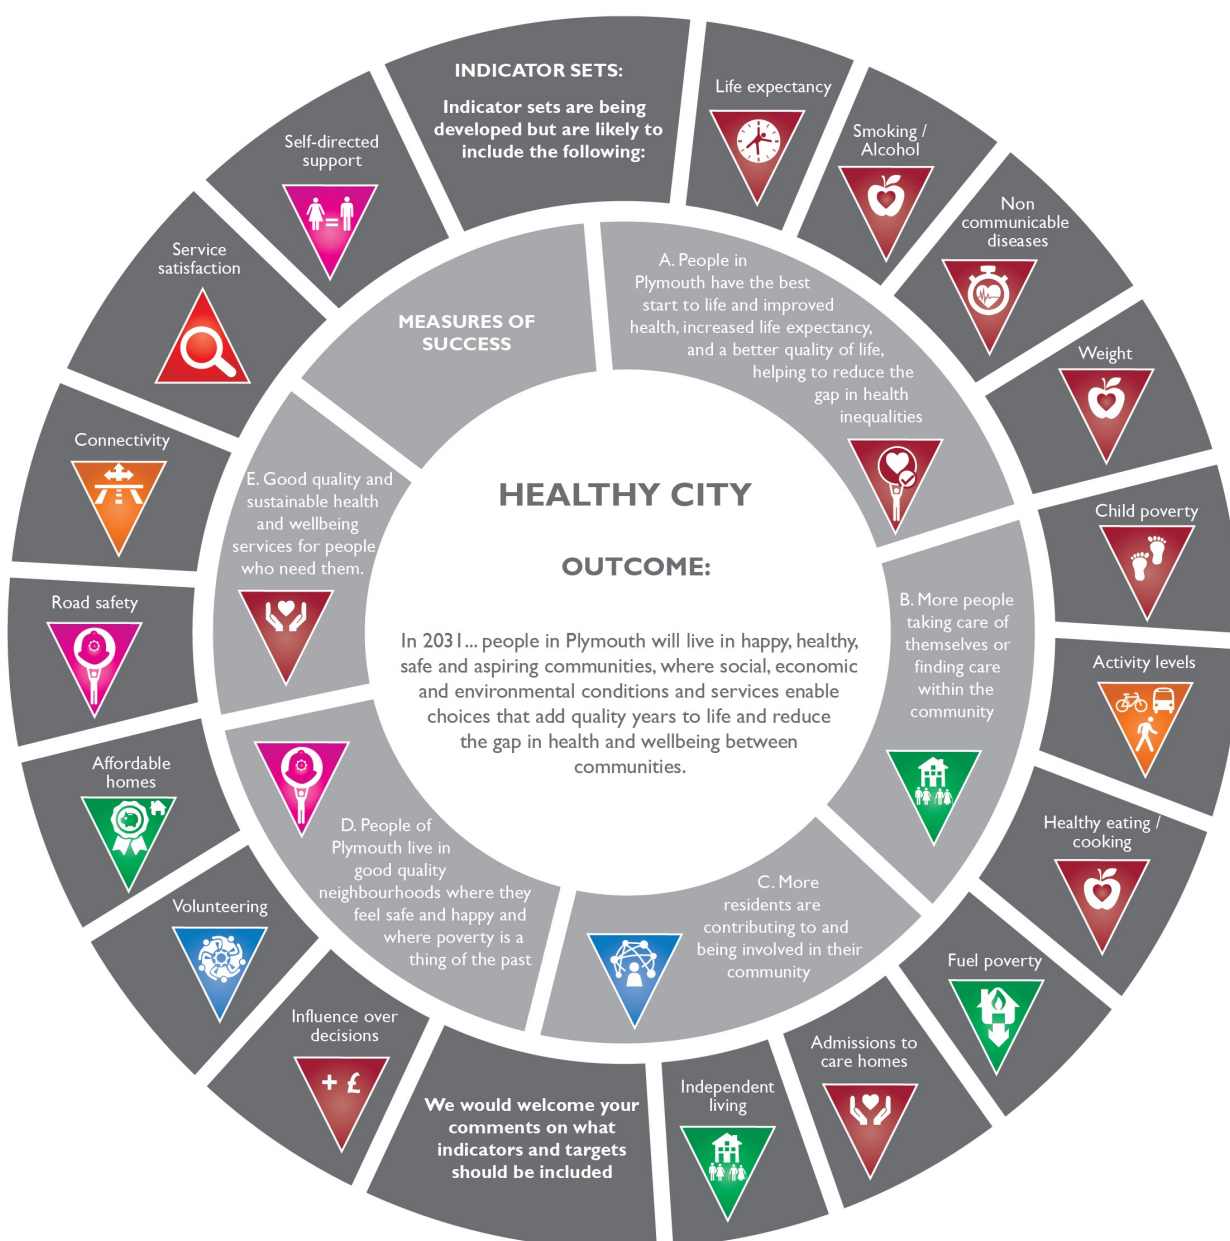 INDICATOR SETS:
Indicator sets are being
developed but are likely to
include the following:
Life expectancy
Smoking /
Alcohol
Non
communicable
diseases
Weight
Child poverty
Activity levels
Healthy eating /
cooking
Fuel poverty
Admissions to
care homes
Independent
living
We would welcome your
comments on what
indicators and targets
should be included
Influence over
decisions
+ £
Volunteering
Affordable
homes
Road safety
Connectivity
Service
satisfaction
Self-directed
support
=
MEASURES OF
SUCCESS
A. People in
Plymouth have the best
start to life and improved
health, increased life expectancy,
and a better quality of life,
helping to reduce the
gap in health
inequalities
B. More people
taking care of
themselves or
finding care
within the
community
C. More
residents are
contributing to and
being involved in their
community
D. People of
Plymouth live in
good quality
neighbourhoods where they
feel safe and happy and
where poverty is a
thing of the past
E. Good quality and
sustainable health
and wellbeing
services for people
who need them.
HEALTHY CITY
OUTCOME:
In 2031... people in Plymouth will live in happy, healthy,
safe and aspiring communities, where social, economic
and environmental conditions and services enable
choices that add quality years to life and reduce
the gap in health and wellbeing between
communities.